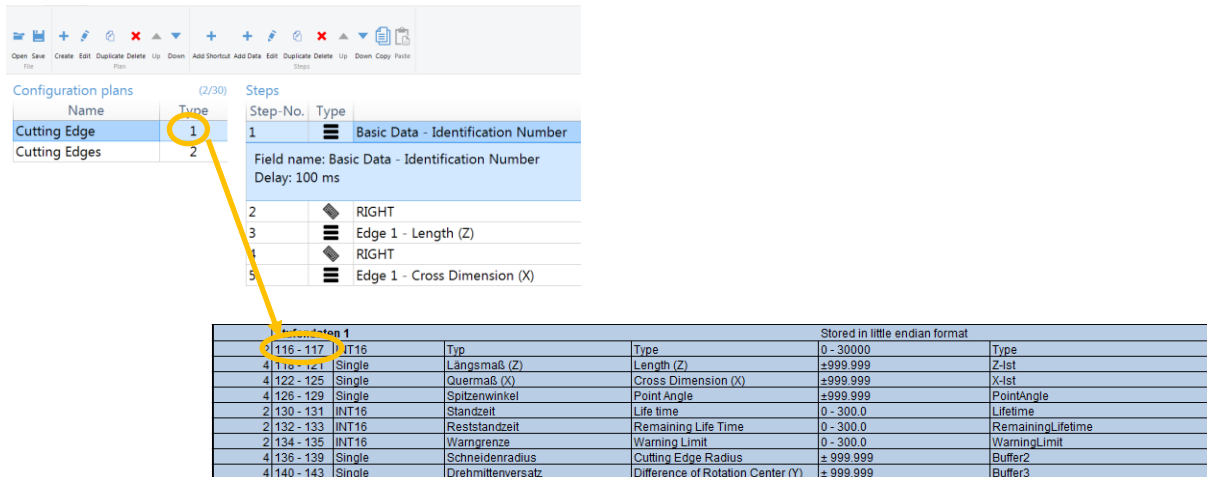 Open Save Create Edit Duplicate Delete Up Down Add Shortcut Add Data Edit Duplicate Delete Up Down Copy Paste
File Plan Steps
Configuration plans (2/30)
Name Type
Cutting Edge 1
Cutting Edges 2
Steps
Step-No. Type
1 Basic Data - Identification Number
Field name: Basic Data - Identification Number
Delay: 100 ms
2 RIGHT
3 Edge 1 - Length (Z)
4 RIGHT
5 Edge 1 - Cross Dimension (X)
Stufendaten 1 Stored in little endian format
2 116 - 117 INT16 Typ Type 0 - 30000 Type
4 118 - 121 Single Längsmaß (Z) Length (Z) ±999.999 Z-Ist
4 122 - 125 Single Quermaß (X) Cross Dimension (X) ±999.999 X-Ist
4 126 - 129 Single Spitzenwinkel Point Angle ±999.999 PointAngle
2 130 - 131 INT16 Standzeit Life time 0 - 300.0 Lifetime
2 132 - 133 INT16 Reststandzeit Remaining Life Time 0 - 300.0 RemainingLifetime
2 134 - 135 INT16 Warngrenze Warning Limit 0 - 300.0 WarningLimit
4 136 - 139 Single Schneidenradius Cutting Edge Radius ± 999.999 Buffer2
4 140 - 143 Single Drehmittenversatz Difference of Rotation Center (Y) ± 999.999 Buffer3